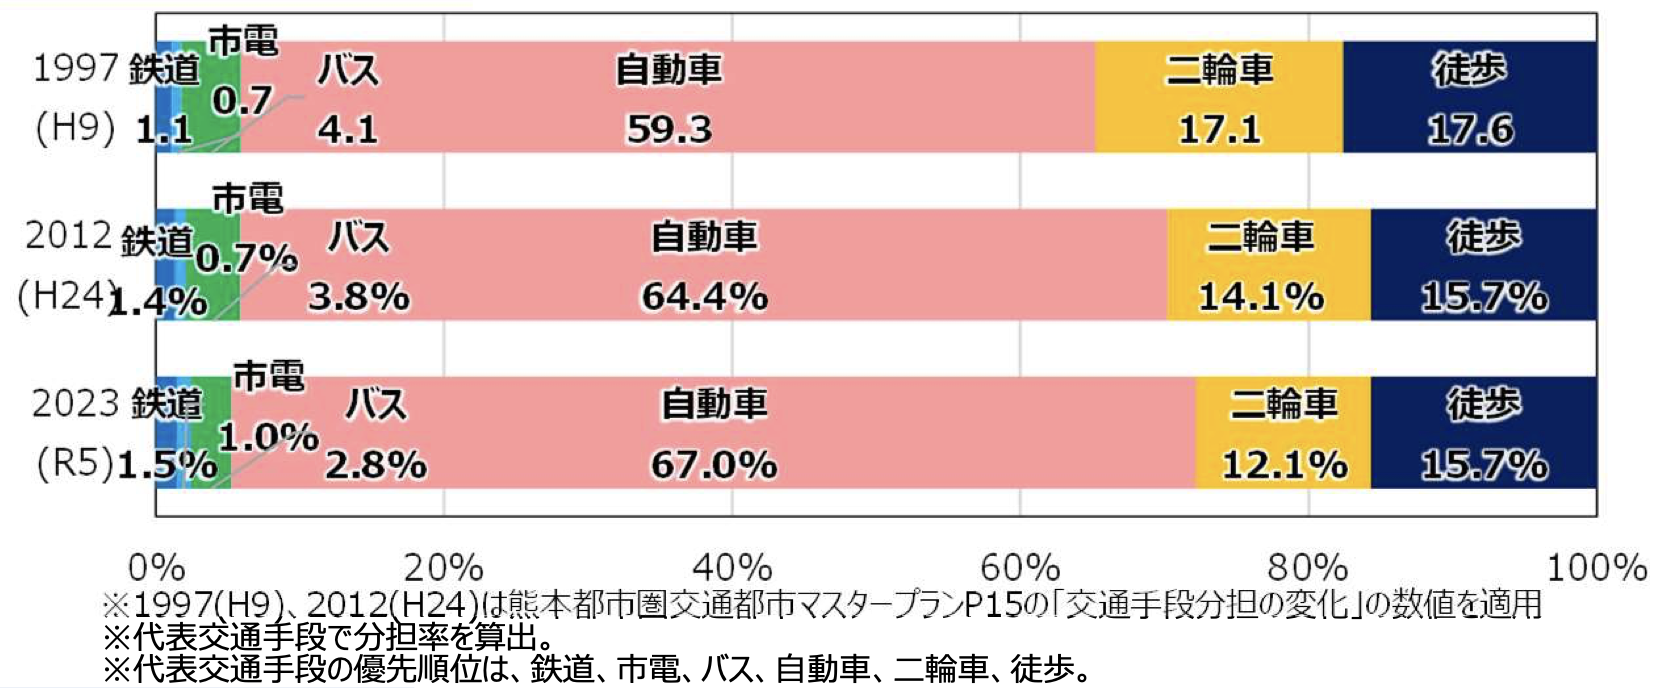 市電
1997 鉄道 バス 自動車 二輪車 徒歩
0.7
(H9) 1.1 4.1 59.3 17.1 17.6
市電
2012 鉄道 バス 自動車 二輪車 徒歩
0.7%
(H24) 1.4% 3.8% 64.4% 14.1% 15.7%
市電
2023 鉄道 バス 自動車 二輪車 徒歩
1.0%
(R5) 1.5% 2.8% 67.0% 12.1% 15.7%
0% 20% 40% 60% 80% 100%
※1997(H9)、2012(H24)は熊本都市圏交通都市マスタープランP15の「交通手段分担の変化」の数値を適用
※代表交通手段で分担率を算出。
※代表交通手段の優先順位は、鉄道、市電、バス、自動車、二輪車、徒歩。